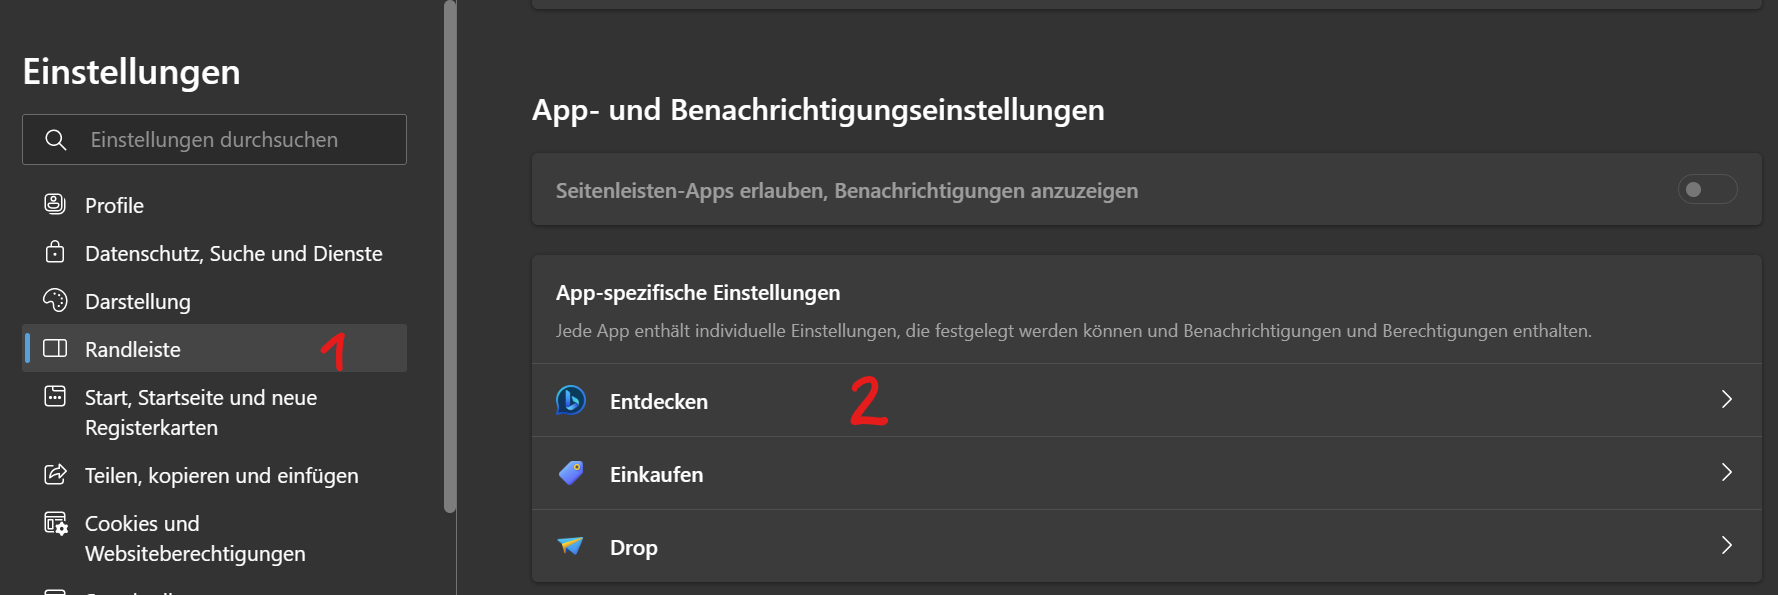 Einstellungen
Einstellungen durchsuchen
Profile
Datenschutz, Suche und Dienste
Darstellung
Randleiste 1
Start, Startseite und neue
Registerkarten
Teilen, kopieren und einfügen
Cookies und
Websiteberechtigungen
App- und Benachrichtigungseinstellungen
Seitenleisten-Apps erlauben, Benachrichtigungen anzuzeigen
App-spezifische Einstellungen
Jede App enthält individuelle Einstellungen, die festgelegt werden können und Benachrichtigungen und Berechtigungen enthalten.
Entdecken 2
Einkaufen
Drop